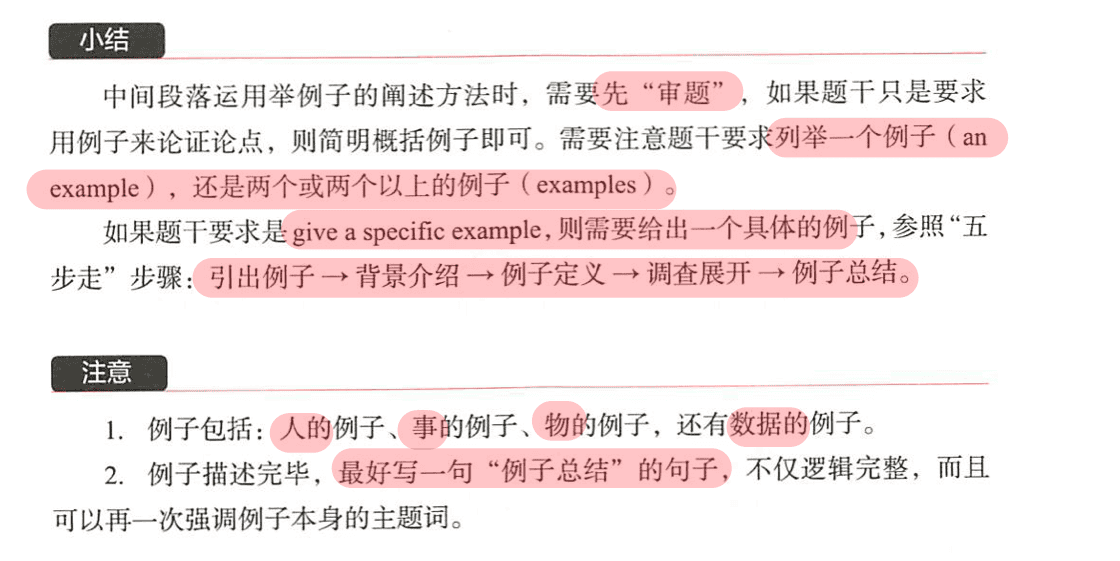 小结
中间段落运用举例子的阐述方法时，需要先“审题”，如果题干只是要求
用例子来论证论点，则简明概括例子即可。需要注意题干要求列举一个例子（an
example），还是两个或两个以上的例子（examples）。
如果题干要求是 give a specific example，则需要给出一个具体的例子，参照“五
步走”步骤：引出例子→背景介绍→例子定义→调查展开→例子总结。
注意
1. 例子包括：人的例子、事的例子、物的例子，还有数据的例子。
2. 例子描述完毕，最好写一句“例子总结”的句子，不仅逻辑完整，而且
可以再一次强调例子本身的主题词。